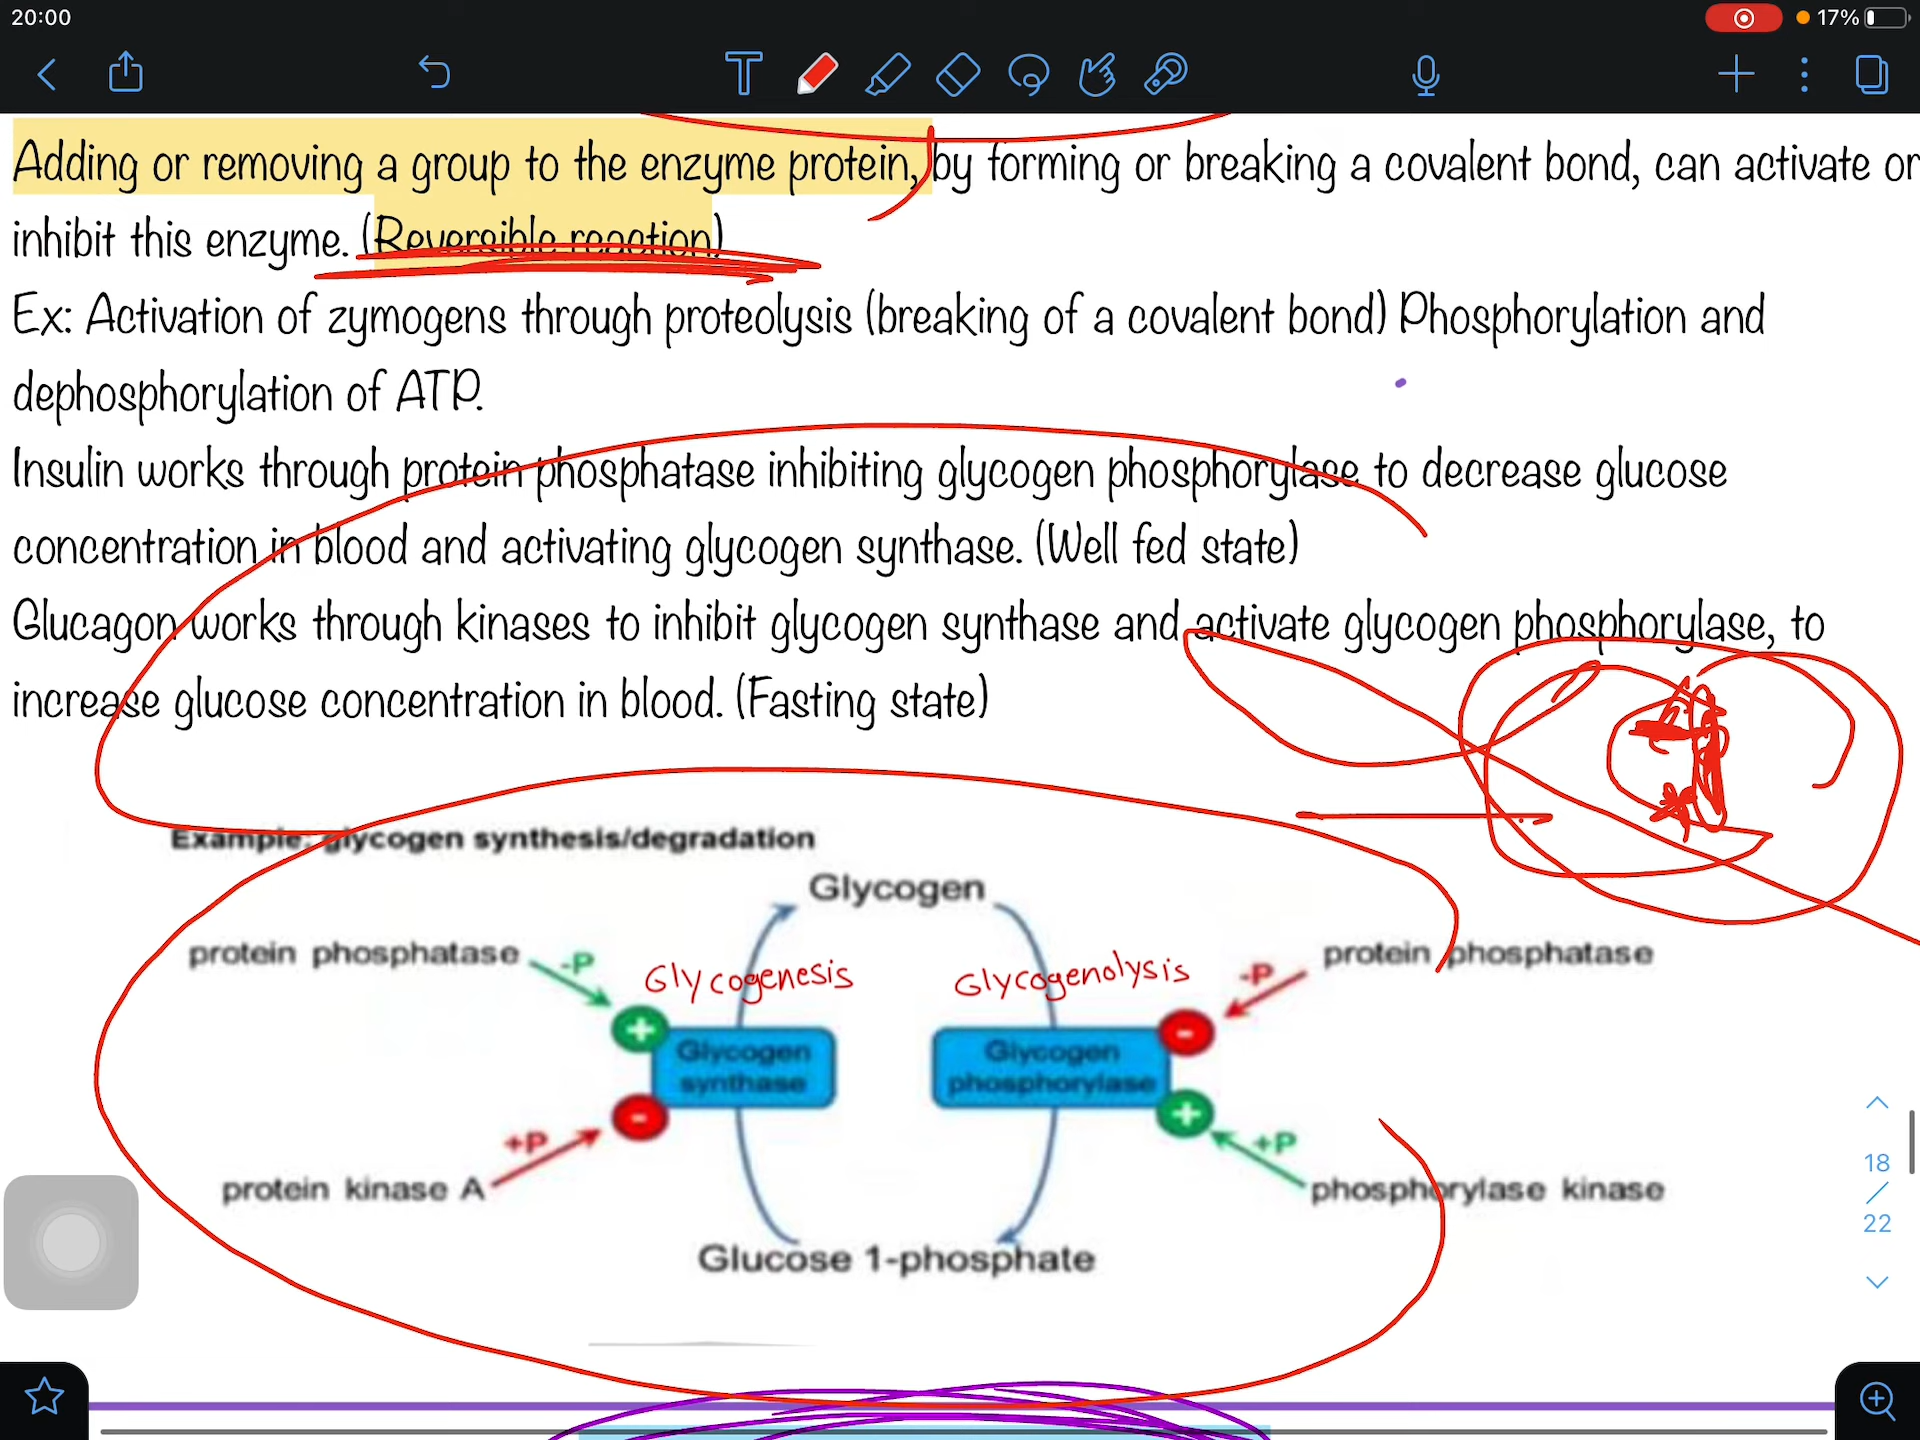 20:00
17%
Adding or removing a group to the enzyme protein, by forming or breaking a covalent bond, can activate or
inhibit this enzyme. (Reversible reaction)
Ex: Activation of zymogens through proteolysis (breaking of a covalent bond) Phosphorylation and
dephosphorylation of ATP.
Insulin works through protein phosphatase inhibiting glycogen phosphorylase to decrease glucose
concentration in blood and activating glycogen synthase. (Well fed state)
Glucagon works through kinases to inhibit glycogen synthase and activate glycogen phosphorylase, to
increase glucose concentration in blood. (Fasting state)
Example: glycogen synthesis/degradation
Glycogen
protein phosphatase
-P
Glycogenesis
Glycogenolysis
-P
protein phosphatase
+
Glycogen
synthase
-
+P
protein kinase A
Glycogen
phosphorylase
-
+
+P
phosphorylase kinase
Glucose 1-phosphate
18
/
22